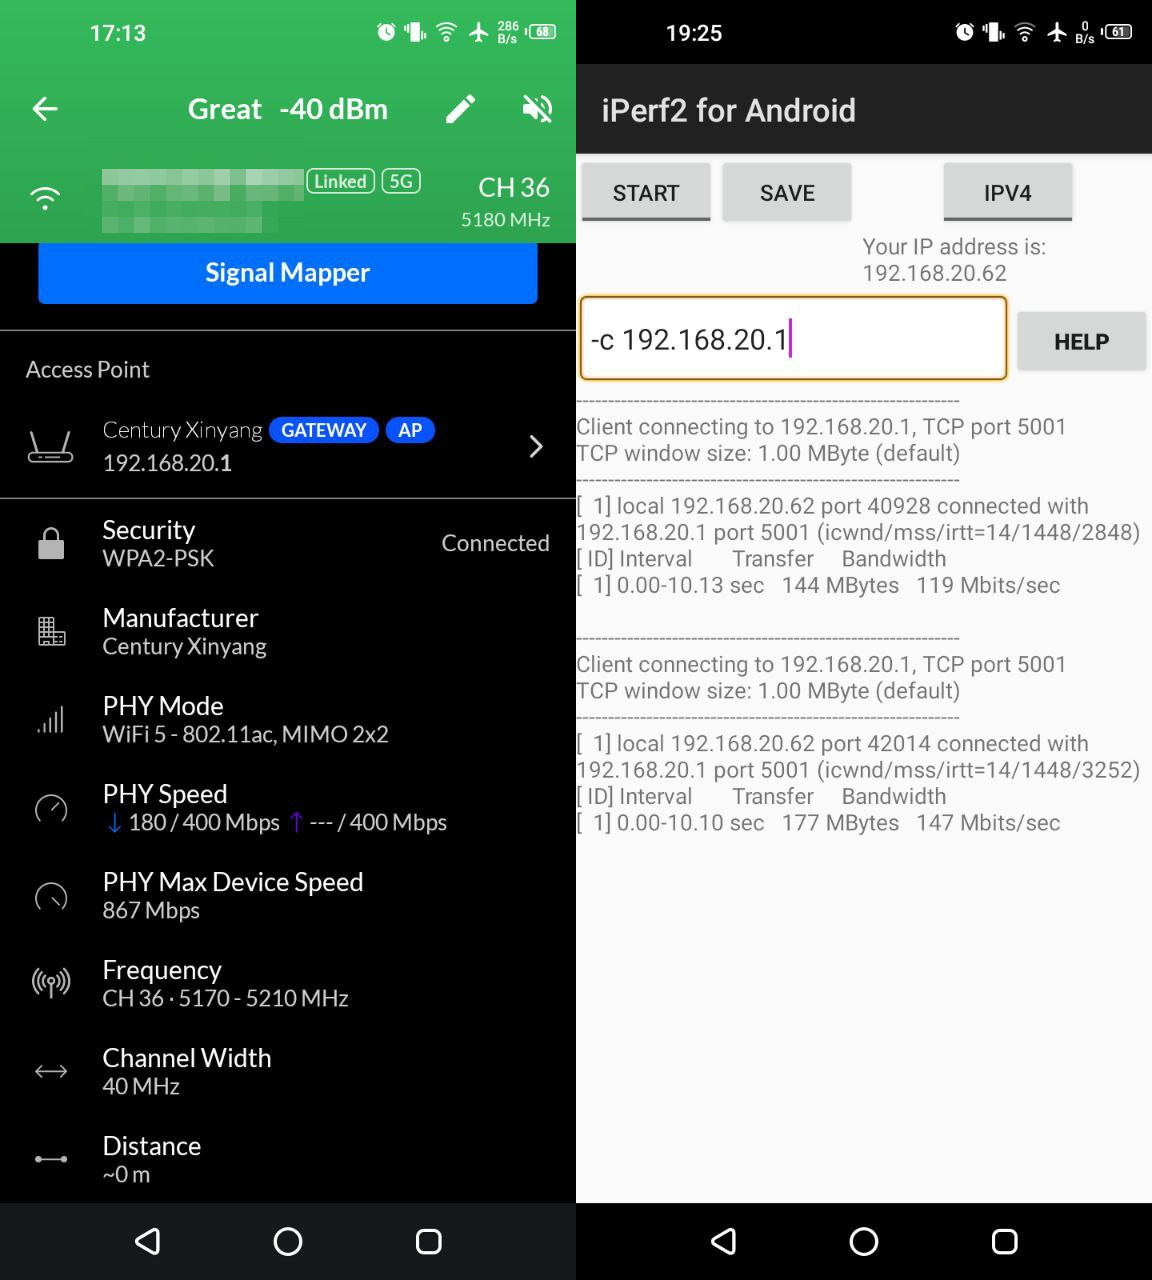 17:13
286
B/s
68
Great -40 dBm
Linked
5G
CH 36
5180 MHz
Signal Mapper
Access Point
Century Xinyang GATEWAY AP
192.168.20.1
Security
WPA2-PSK
Connected
Manufacturer
Century Xinyang
PHY Mode
WiFi 5 - 802.11ac, MIMO 2x2
PHY Speed
↓ 180 / 400 Mbps ↑ --- / 400 Mbps
PHY Max Device Speed
867 Mbps
Frequency
CH 36 · 5170 - 5210 MHz
Channel Width
40 MHz
Distance
~0 m
19:25
0
B/s
61
iPerf2 for Android
START SAVE IPV4
Your IP address is:
192.168.20.62
-c 192.168.20.1
HELP
------------------------------------------------------------
Client connecting to 192.168.20.1, TCP port 5001
TCP window size: 1.00 MByte (default)
------------------------------------------------------------
[  1] local 192.168.20.62 port 40928 connected with
192.168.20.1 port 5001 (icwnd/mss/irtt=14/1448/2848)
[ ID] Interval       Transfer     Bandwidth
[  1] 0.00-10.13 sec   144 MBytes   119 Mbits/sec
------------------------------------------------------------
Client connecting to 192.168.20.1, TCP port 5001
TCP window size: 1.00 MByte (default)
------------------------------------------------------------
[  1] local 192.168.20.62 port 42014 connected with
192.168.20.1 port 5001 (icwnd/mss/irtt=14/1448/3252)
[ ID] Interval       Transfer     Bandwidth
[  1] 0.00-10.10 sec   177 MBytes   147 Mbits/sec